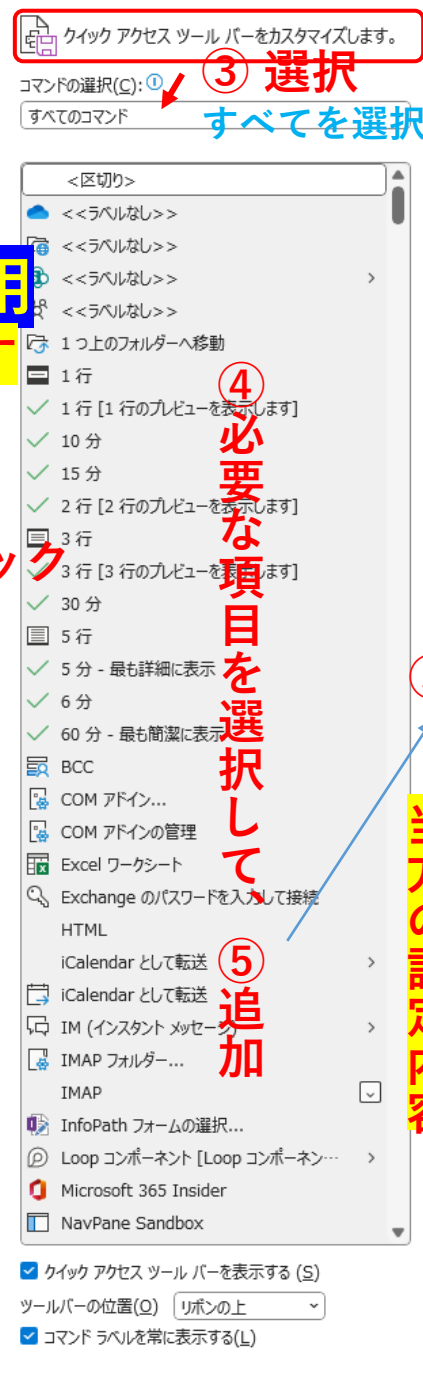 クイック アクセス ツール バーをカスタマイズします。
コマンドの選択(C):
③ 選択
すべてのコマンド
すべてを選択
<区切り>
<<ラベルなし>>
<<ラベルなし>>
<<ラベルなし>>
<<ラベルなし>>
用
1 つ上のフォルダーへ移動
1 行
1 行 [1 行のプレビューを表示します]
10 分
15 分
2 行 [2 行のプレビューを表示します]
3 行
3 行 [3 行のプレビューを表示します]
ック
30 分
5 行
5 分 - 最も詳細に表示
6 分
60 分 - 最も簡潔に表示
BCC
COM アドイン...
COM アドインの管理
Excel ワークシート
Exchange のパスワードを入力して接続
HTML
iCalendar として転送
iCalendar として転送
IM (インスタント メッセージ)
IMAP フォルダー...
IMAP
InfoPath フォームの選択...
Loop コンポーネント [Loop コンポーネン…
Microsoft 365 Insider
NavPane Sandbox
④必要な項目を選択して、
⑤追加
の設定内容
クイック アクセス ツール バーを表示する (S)
ツールバーの位置(O) リボンの上
コマンド ラベルを常に表示する(L)